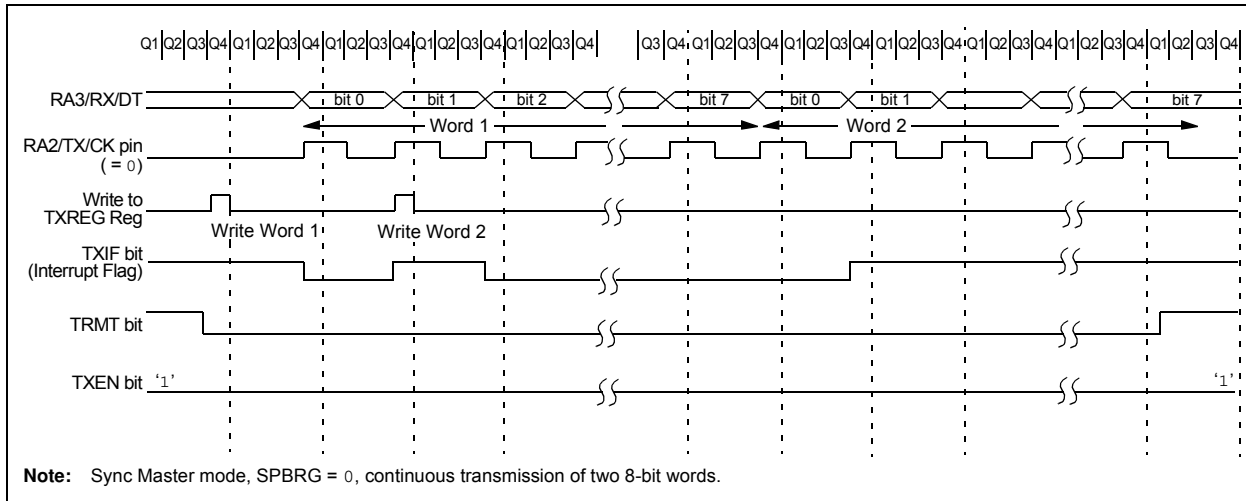 Q1 Q2 Q3 Q4 Q1 Q2 Q3 Q4 Q1 Q2 Q3 Q4 Q1 Q2 Q3 Q4 Q1 Q2 Q3 Q4 Q3 Q4 Q1 Q2 Q3 Q4 Q1 Q2 Q3 Q4 Q1 Q2 Q3 Q4 Q1 Q2 Q3 Q4 Q1 Q2 Q3 Q4 Q1 Q2 Q3 Q4
RA3/RX/DT bit 0 bit 1 bit 2 bit 7 bit 0 bit 1 bit 7
Word 1 Word 2
RA2/TX/CK pin
( = 0)
Write to
TXREG Reg
Write Word 1 Write Word 2
TXIF bit
(Interrupt Flag)
TRMT bit
TXEN bit ‘1’ ‘1’
Note: Sync Master mode, SPBRG = 0, continuous transmission of two 8-bit words.